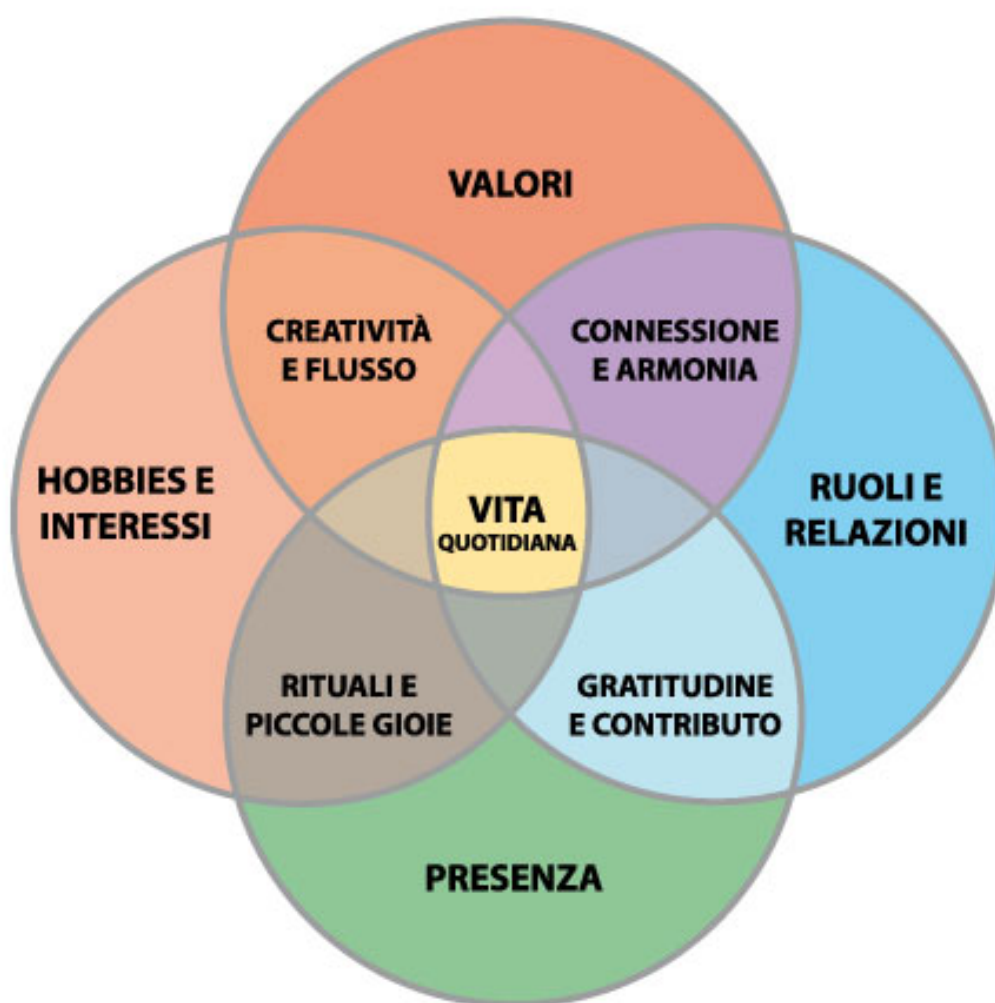 VALORI
CREATIVITÀ
E FLUSSO
CONNESSIONE
E ARMONIA
HOBBIES E
INTERESSI
VITA
QUOTIDIANA
RUOLI E
RELAZIONI
RITUALI E
PICCOLE GIOIE
GRATITUDINE
E CONTRIBUTO
PRESENZA